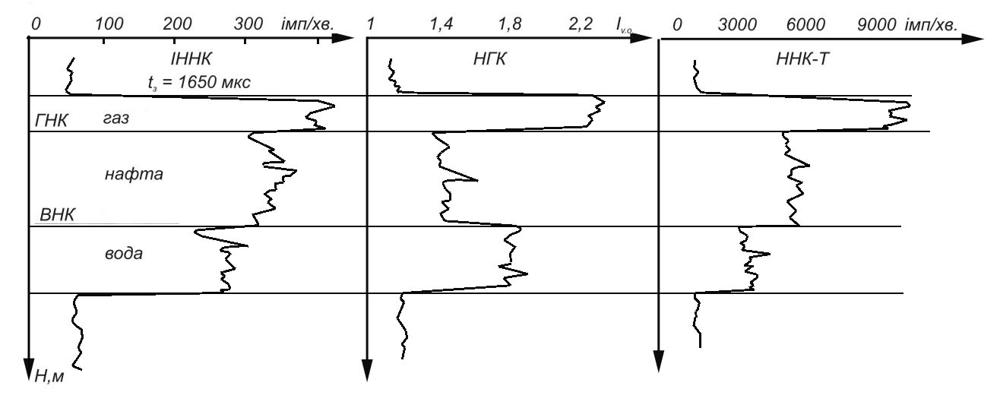 0 100 200 300 імп/хв. 1 1,4 1,8 2,2 Iγ.о. 0 3000 6000 9000 імп/хв.
ІННК НГК ННК-Т
tз = 1650 мкс
ГНК газ
нафта
ВНК
вода
Н,м